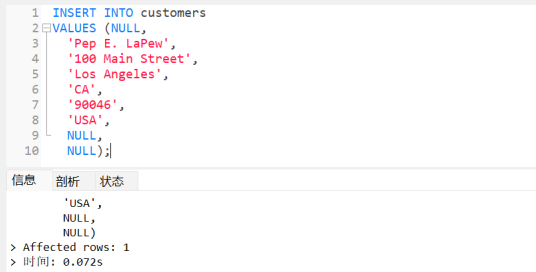 1 INSERT INTO customers
2 VALUES (NULL,
3 'Pep E. LaPew',
4 '100 Main Street',
5 'Los Angeles',
6 'CA',
7 '90046',
8 'USA',
9 NULL,
10 NULL);
信息 剖析 状态
'USA',
NULL,
NULL)
> Affected rows: 1
> 时间: 0.072s